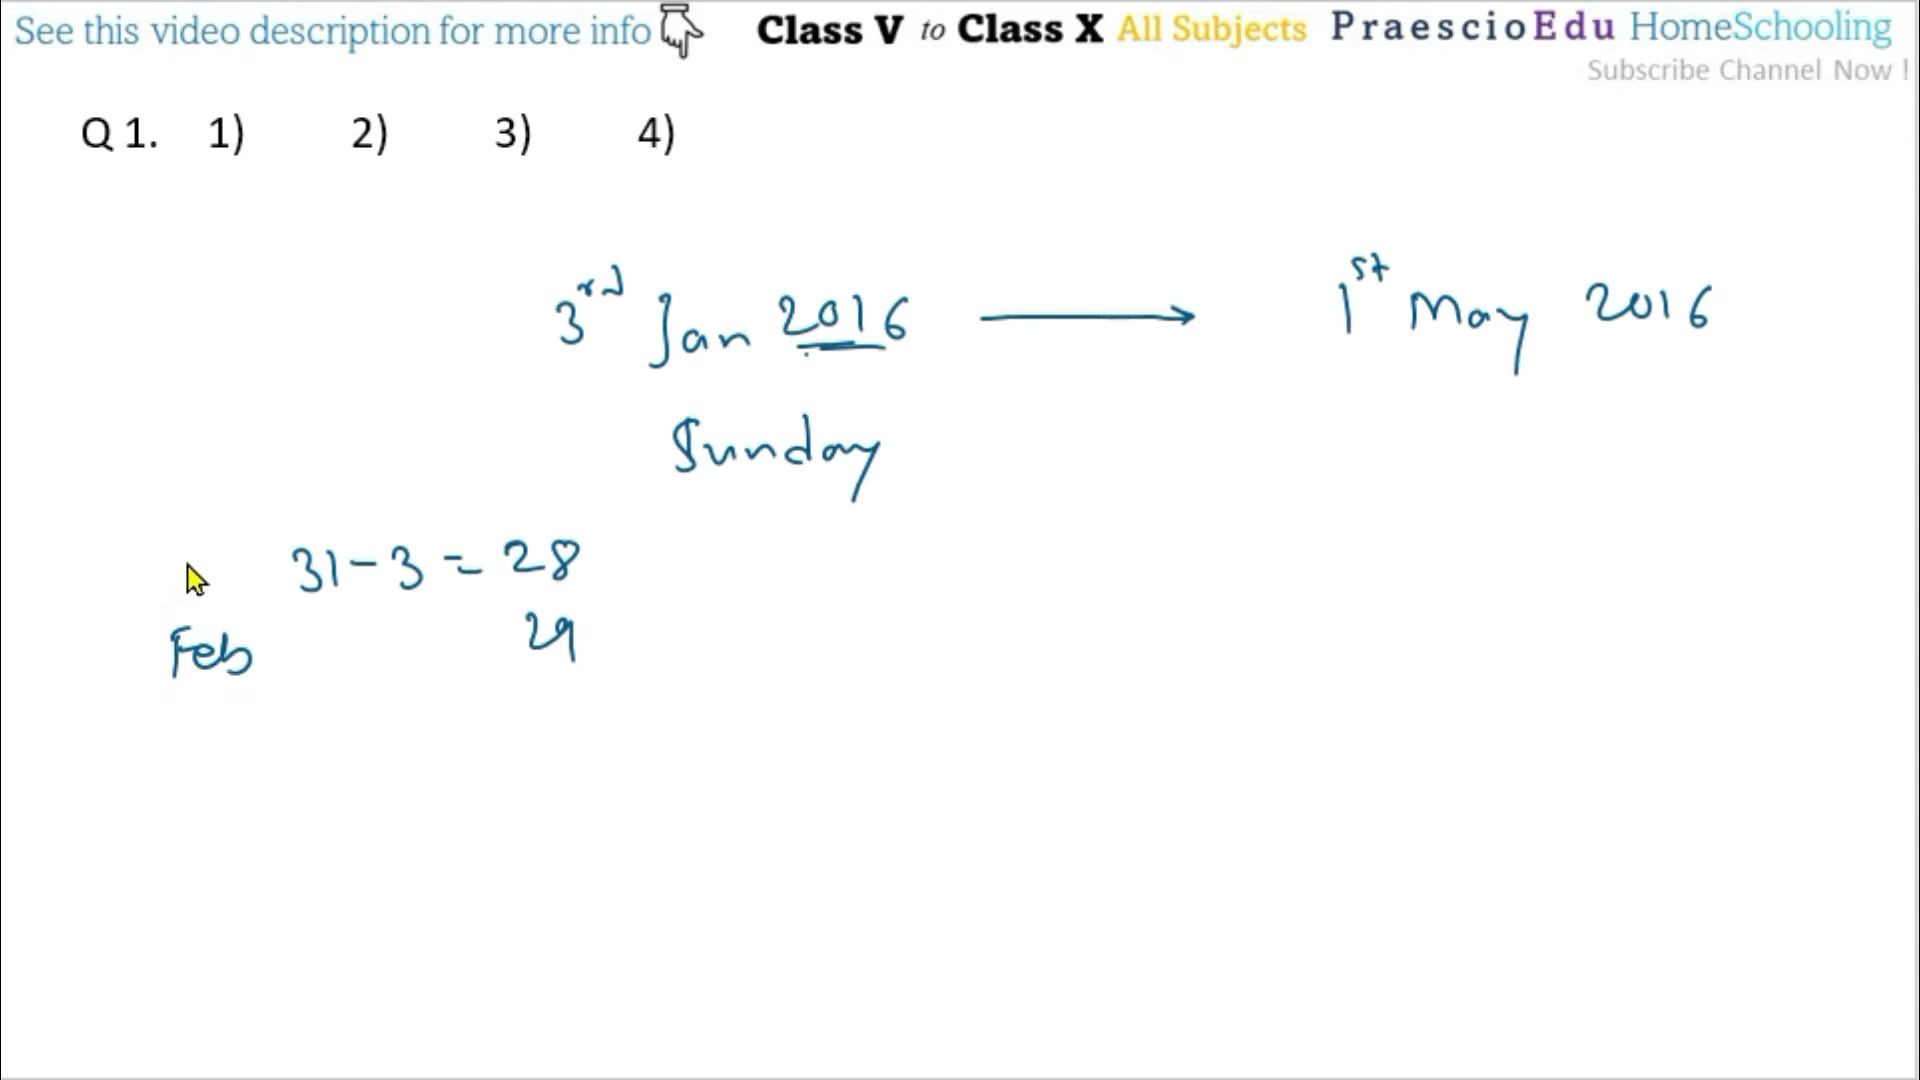 See this video description for more info Class V to Class X All Subjects PraescioEdu HomeSchooling
Subscribe Channel Now !
Q 1. 1) 2) 3) 4)
3rd Jan 2016 → 1st May 2016
Sunday
31 - 3 = 28
Feb 29